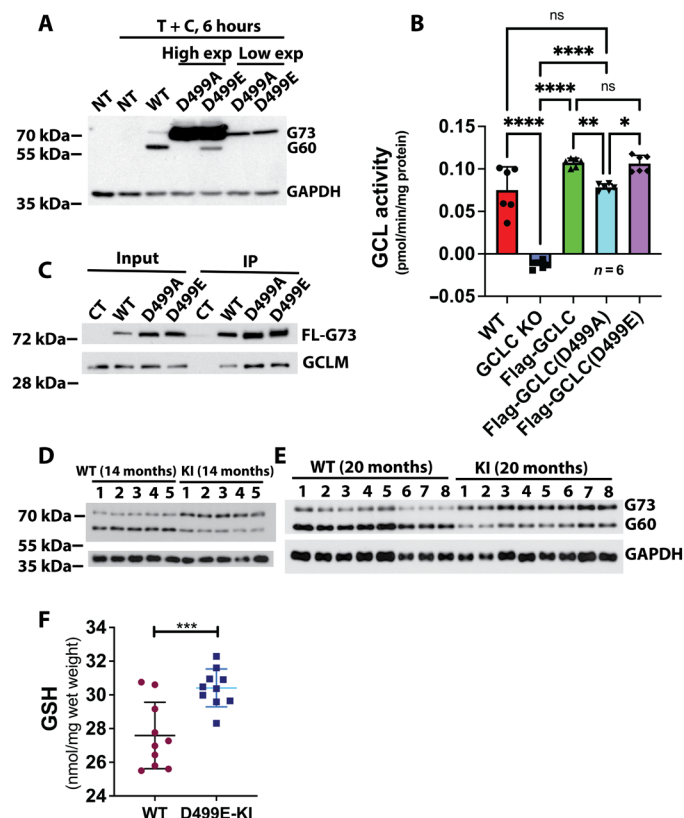 A
T + C, 6 hours
High exp Low exp
NT NT WT D499A D499E D499A D499E
70 kDa G73
55 kDa G60
GAPDH
35 kDa
B
ns
****
**** ns
**** ** *
GCL activity
(pmol/min/mg protein)
0.15
0.10
0.05
0.00
−0.05
n = 6
WT
GCLC KO
Flag-GCLC
Flag-GCLC(D499A)
Flag-GCLC(D499E)
C
Input IP
CT WT D499A D499E CT WT D499A D499E
72 kDa FL-G73
GCLM
28 kDa
D
WT (14 months) KI (14 months)
1 2 3 4 5 1 2 3 4 5
70 kDa
55 kDa
35 kDa
E
WT (20 months) KI (20 months)
1 2 3 4 5 6 7 8 1 2 3 4 5 6 7 8
G73
G60
GAPDH
F
***
GSH
(nmol/mg wet weight)
34
32
30
28
26
24
WT D499E-KI